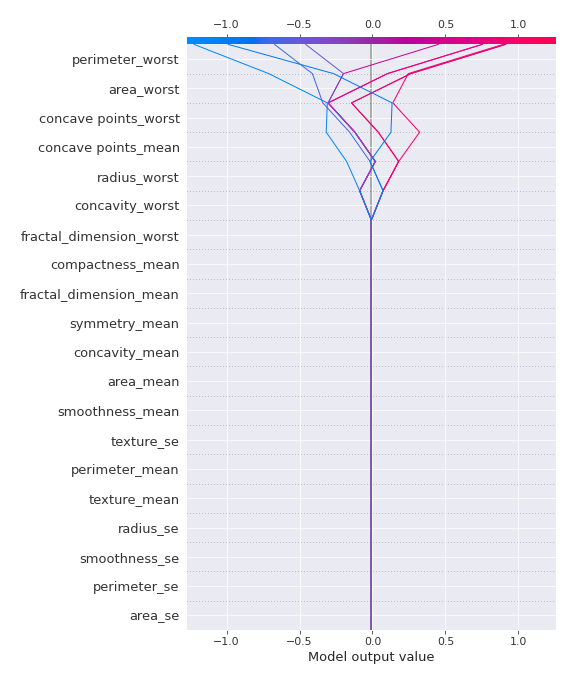 −1.0 −0.5 0.0 0.5 1.0
perimeter_worst
area_worst
concave points_worst
concave points_mean
radius_worst
concavity_worst
fractal_dimension_worst
compactness_mean
fractal_dimension_mean
symmetry_mean
concavity_mean
area_mean
smoothness_mean
texture_se
perimeter_mean
texture_mean
radius_se
smoothness_se
perimeter_se
area_se
−1.0 −0.5 0.0 0.5 1.0
Model output value